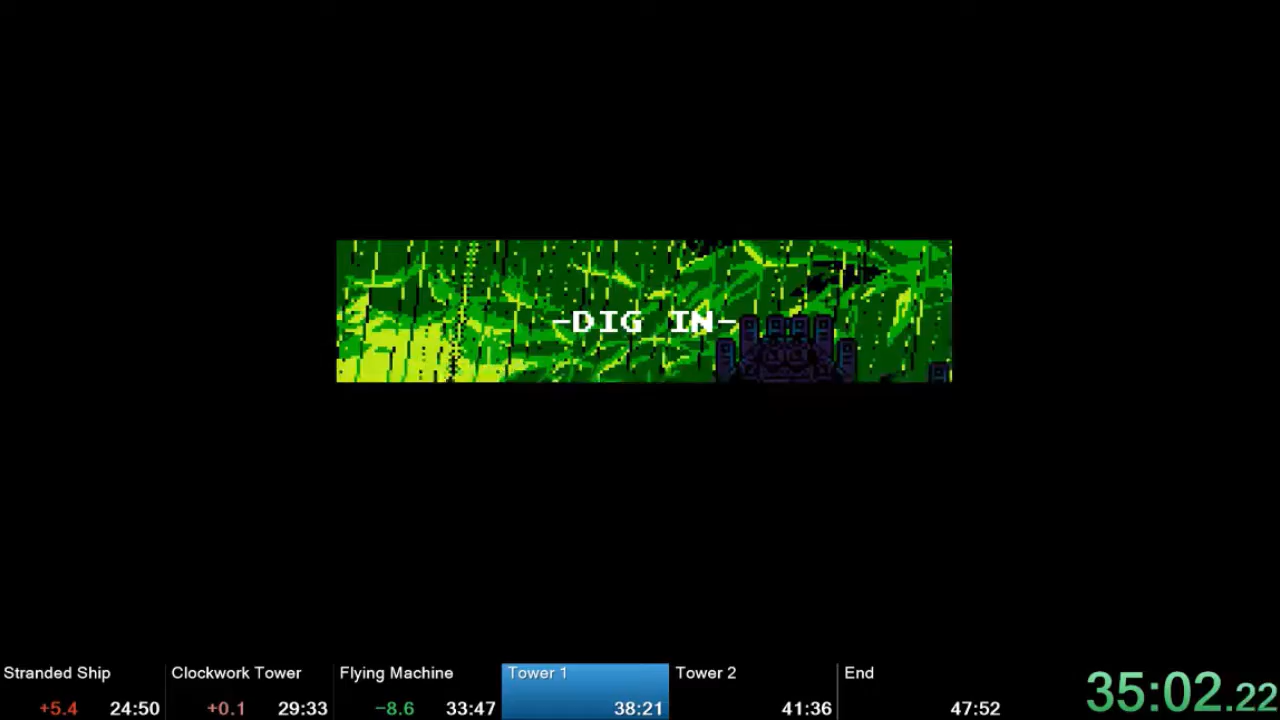 -DIG IN-
Stranded Ship
+5.4 24:50
Clockwork Tower
+0.1 29:33
Flying Machine
-8.6 33:47
Tower 1
38:21
Tower 2
41:36
End
47:52
35:02.22